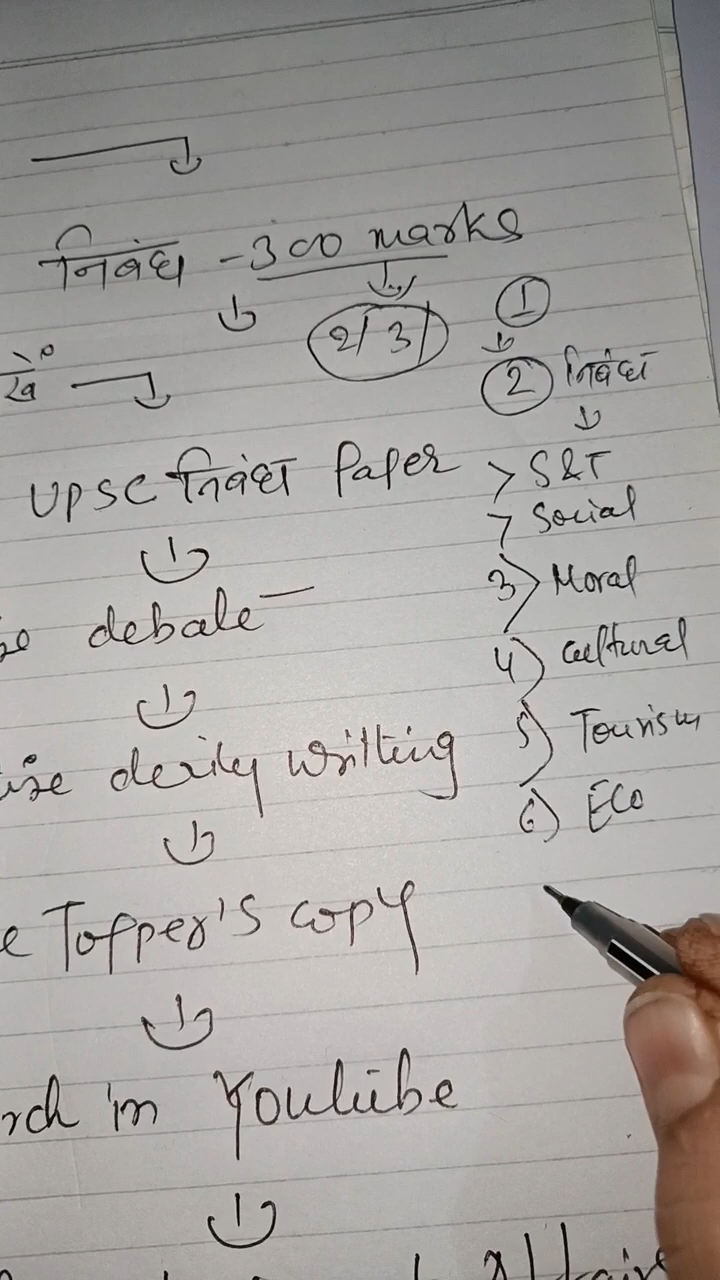 निबंध - 300 marks
2/3/
1
2 निबंध
UPSC निबंध Paper
> S&T
> Social
3) Moral
debate -
4) Cultural
5) Tourism
daily writting
6) ECO
Topper's copy
in Youtube